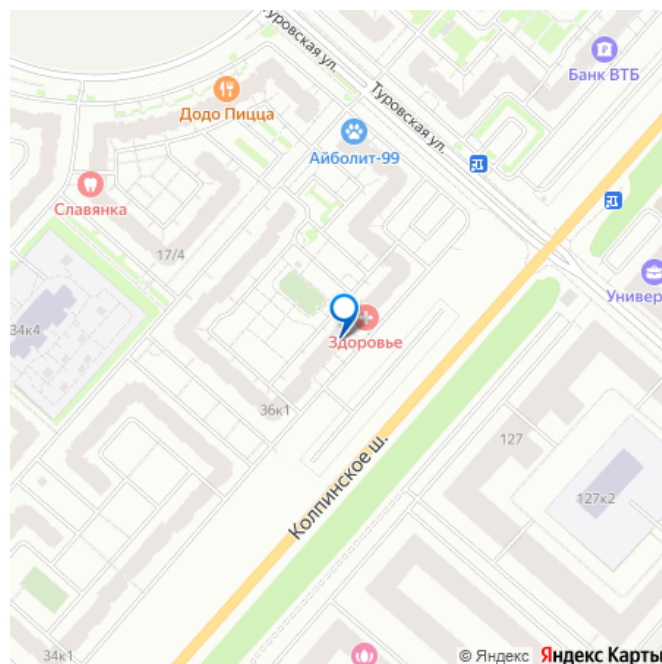 Туровская ул.
Банк ВТБ
Додо Пицца
Туровская ул.
Айболит-99
Славянка
17/4
Универ
34к4
Здоровье
36к1
127
Колпинское ш.
127к2
34к1
© Яндекс Яндекс Карты